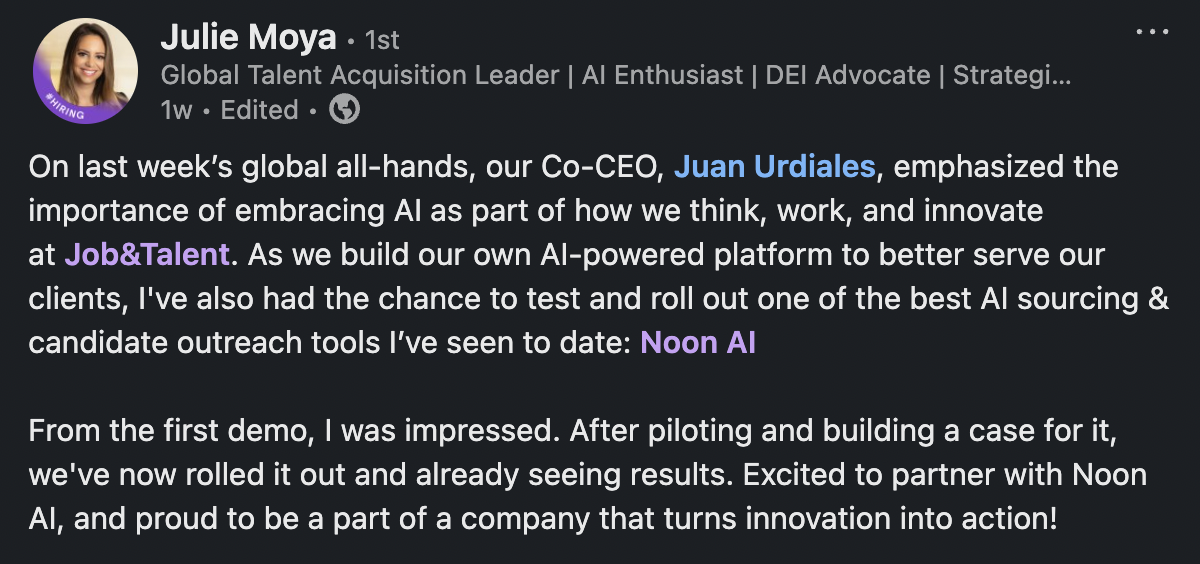 Julie Moya • 1st
Global Talent Acquisition Leader | AI Enthusiast | DEI Advocate | Strategi...
1w • Edited •
#HIRING
On last week’s global all-hands, our Co-CEO, Juan Urdiales, emphasized the
importance of embracing AI as part of how we think, work, and innovate
at Job&Talent. As we build our own AI-powered platform to better serve our
clients, I've also had the chance to test and roll out one of the best AI sourcing &
candidate outreach tools I’ve seen to date: Noon AI
From the first demo, I was impressed. After piloting and building a case for it,
we've now rolled it out and already seeing results. Excited to partner with Noon
AI, and proud to be a part of a company that turns innovation into action!